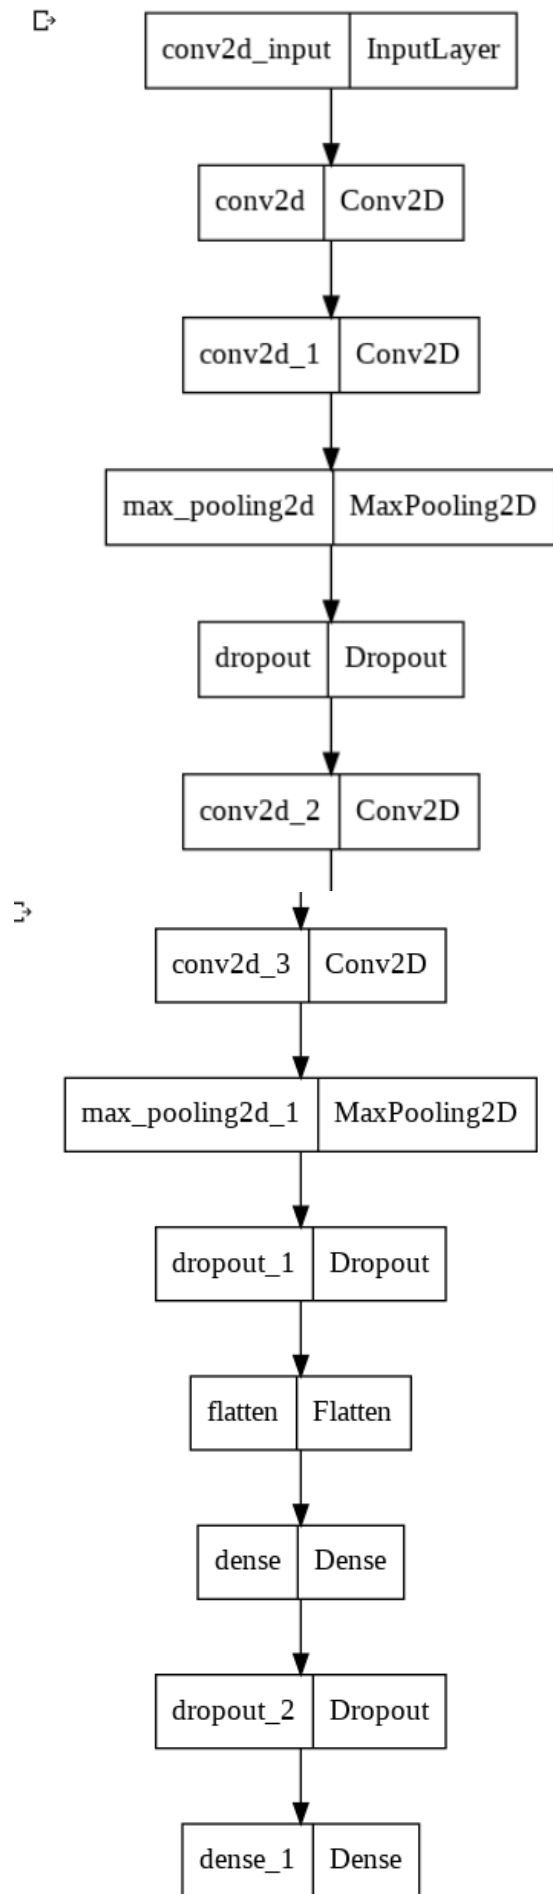 conv2d_input InputLayer
conv2d Conv2D
conv2d_1 Conv2D
max_pooling2d MaxPooling2D
dropout Dropout
conv2d_2 Conv2D
conv2d_3 Conv2D
max_pooling2d_1 MaxPooling2D
dropout_1 Dropout
flatten Flatten
dense Dense
dropout_2 Dropout
dense_1 Dense